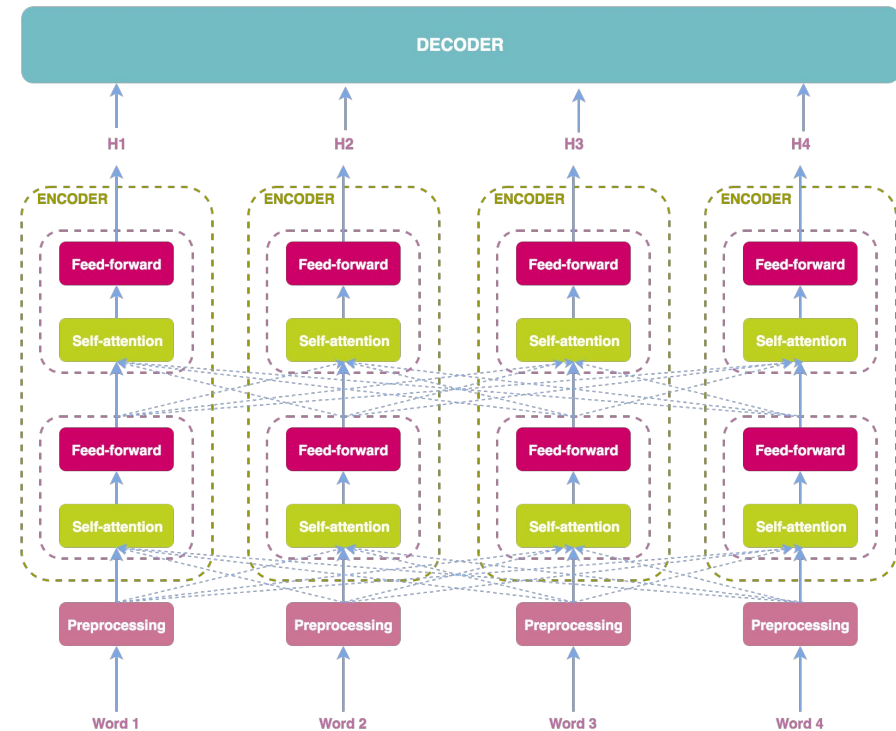 DECODER
H1 H2 H3 H4
ENCODER ENCODER ENCODER ENCODER
Feed-forward Feed-forward Feed-forward Feed-forward
Self-attention Self-attention Self-attention Self-attention
Feed-forward Feed-forward Feed-forward Feed-forward
Self-attention Self-attention Self-attention Self-attention
Preprocessing Preprocessing Preprocessing Preprocessing
Word 1 Word 2 Word 3 Word 4